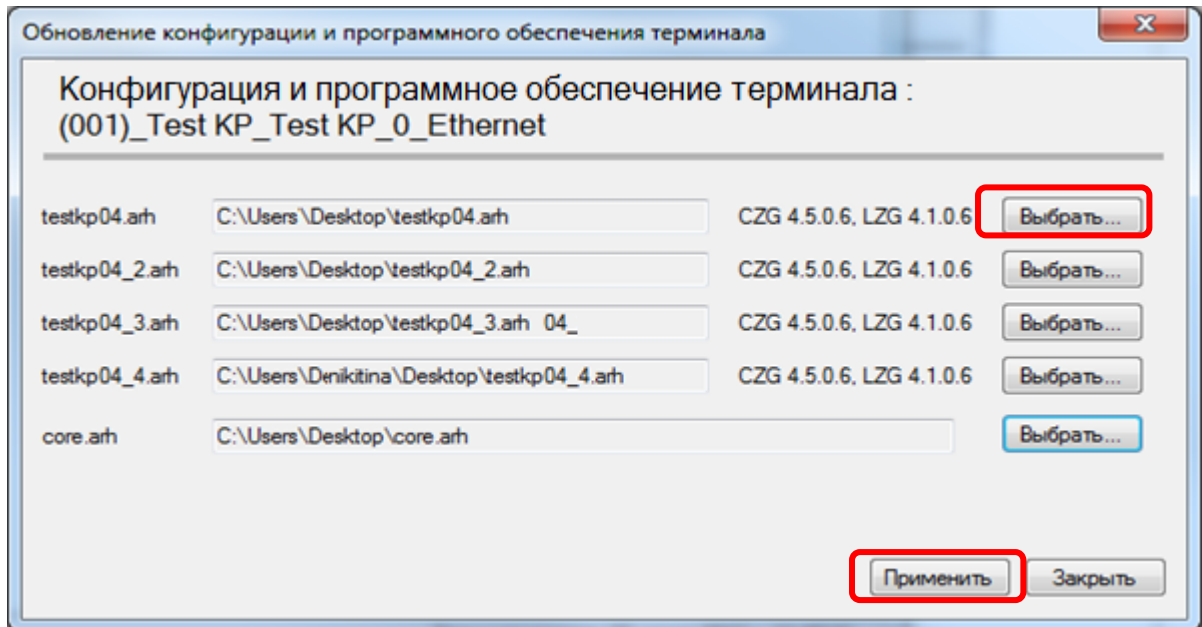 Обновление конфигурации и программного обеспечения терминала
Конфигурация и программное обеспечение терминала :
(001)_Test KP_Test KP_0_Ethernet
testkp04.arh C:\Users\Desktop\testkp04.arh CZG 4.5.0.6, LZG 4.1.0.6 Выбрать...
testkp04_2.arh C:\Users\Desktop\testkp04_2.arh CZG 4.5.0.6, LZG 4.1.0.6 Выбрать...
testkp04_3.arh C:\Users\Desktop\testkp04_3.arh 04_ CZG 4.5.0.6, LZG 4.1.0.6 Выбрать...
testkp04_4.arh C:\Users\Dnikitina\Desktop\testkp04_4.arh CZG 4.5.0.6, LZG 4.1.0.6 Выбрать...
core.arh C:\Users\Desktop\core.arh Выбрать...
Применить Закрыть